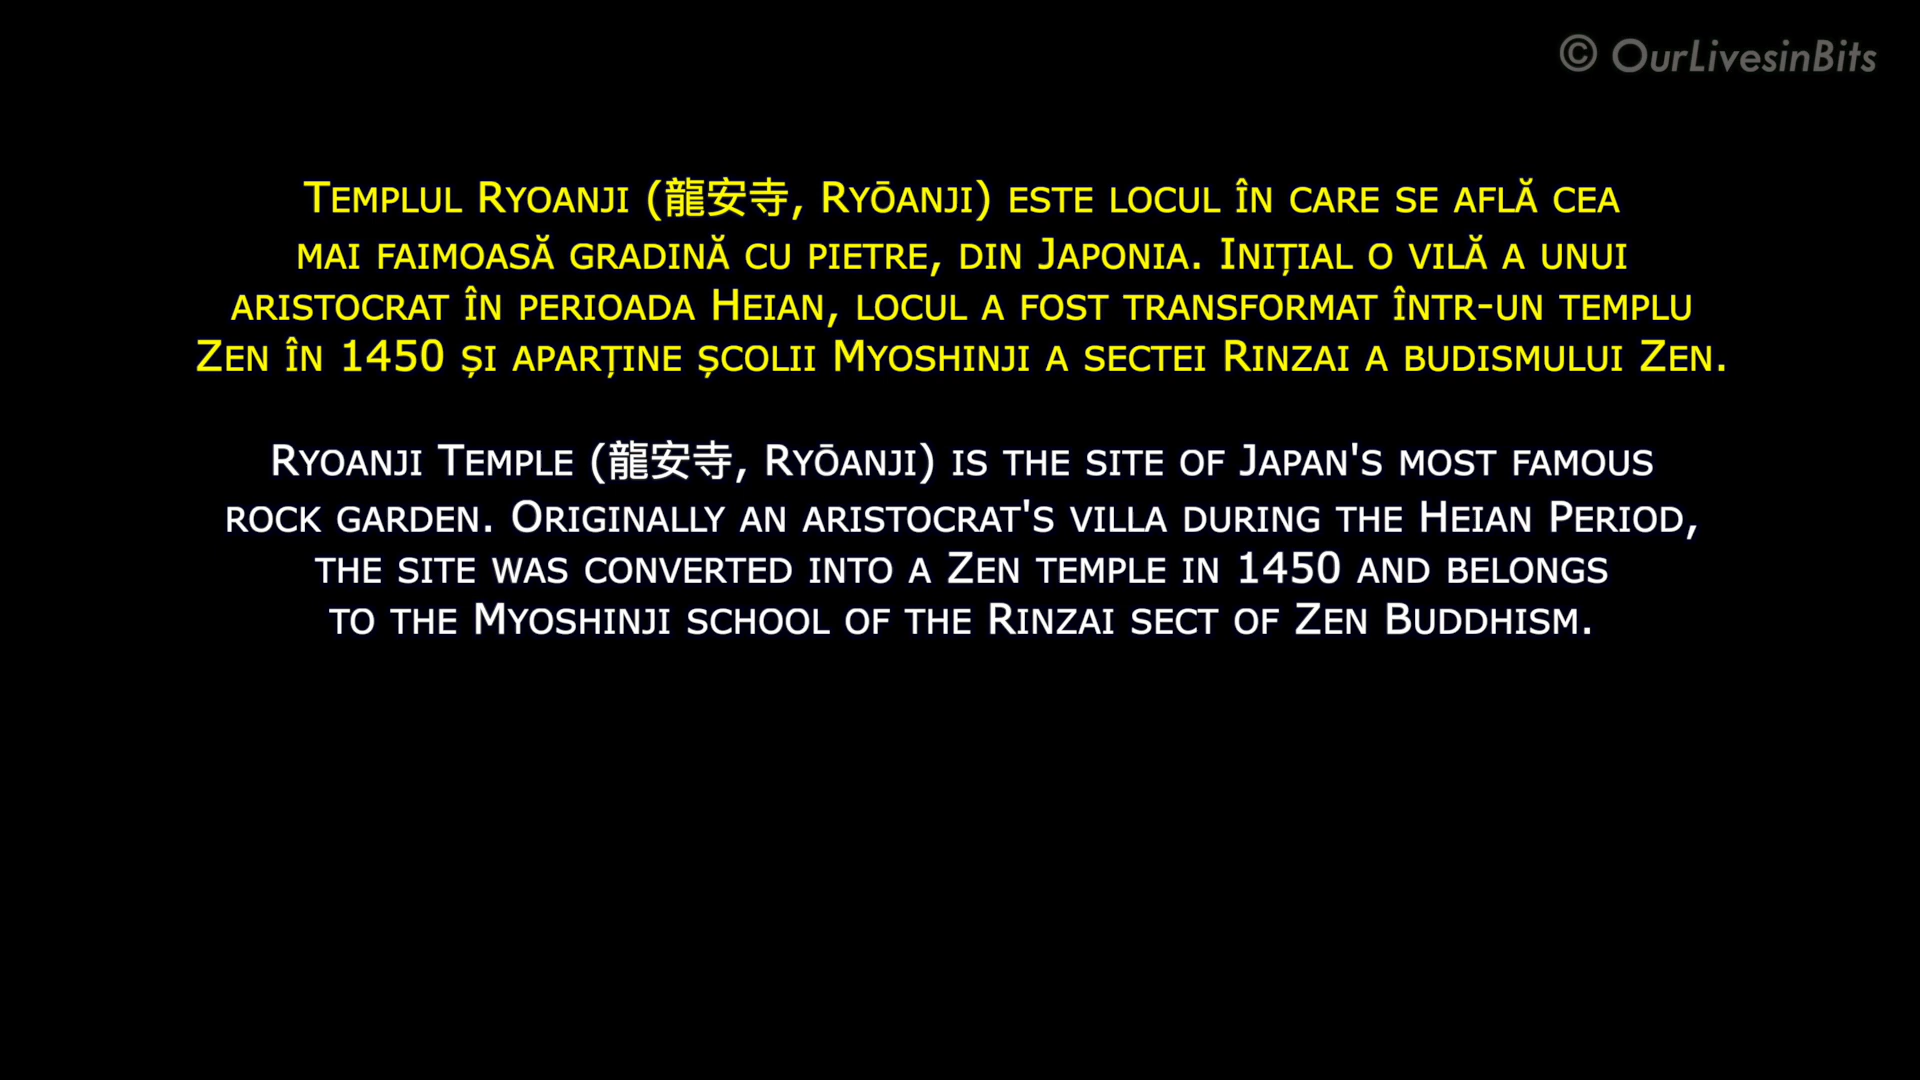 © OurLivesinBits
Templul Ryoanji (龍安寺, Ryōanji) este locul în care se află cea
mai faimoasă gradină cu pietre, din Japonia. Inițial o vilă a unui
aristocrat în perioada Heian, locul a fost transformat într-un templu
Zen în 1450 și aparține școlii Myoshinji a sectei Rinzai a budismului Zen.
Ryoanji Temple (龍安寺, Ryōanji) is the site of Japan's most famous
rock garden. Originally an aristocrat's villa during the Heian Period,
the site was converted into a Zen temple in 1450 and belongs
to the Myoshinji school of the Rinzai sect of Zen Buddhism.